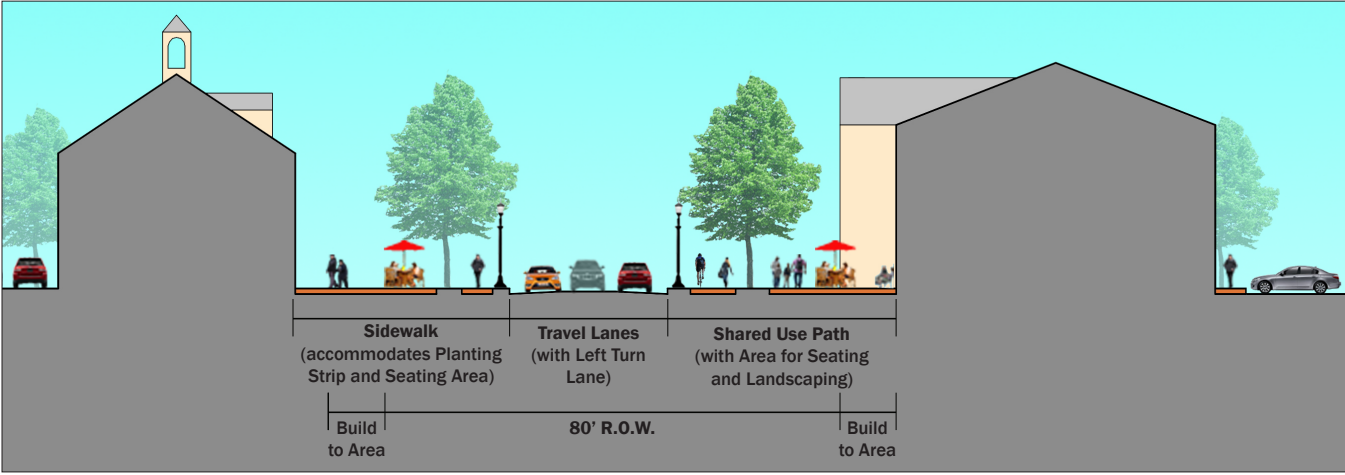 Sidewalk
(accommodates Planting
Strip and Seating Area)
Travel Lanes
(with Left Turn
Lane)
Shared Use Path
(with Area for Seating
and Landscaping)
Build
to Area
80’ R.O.W.
Build
to Area